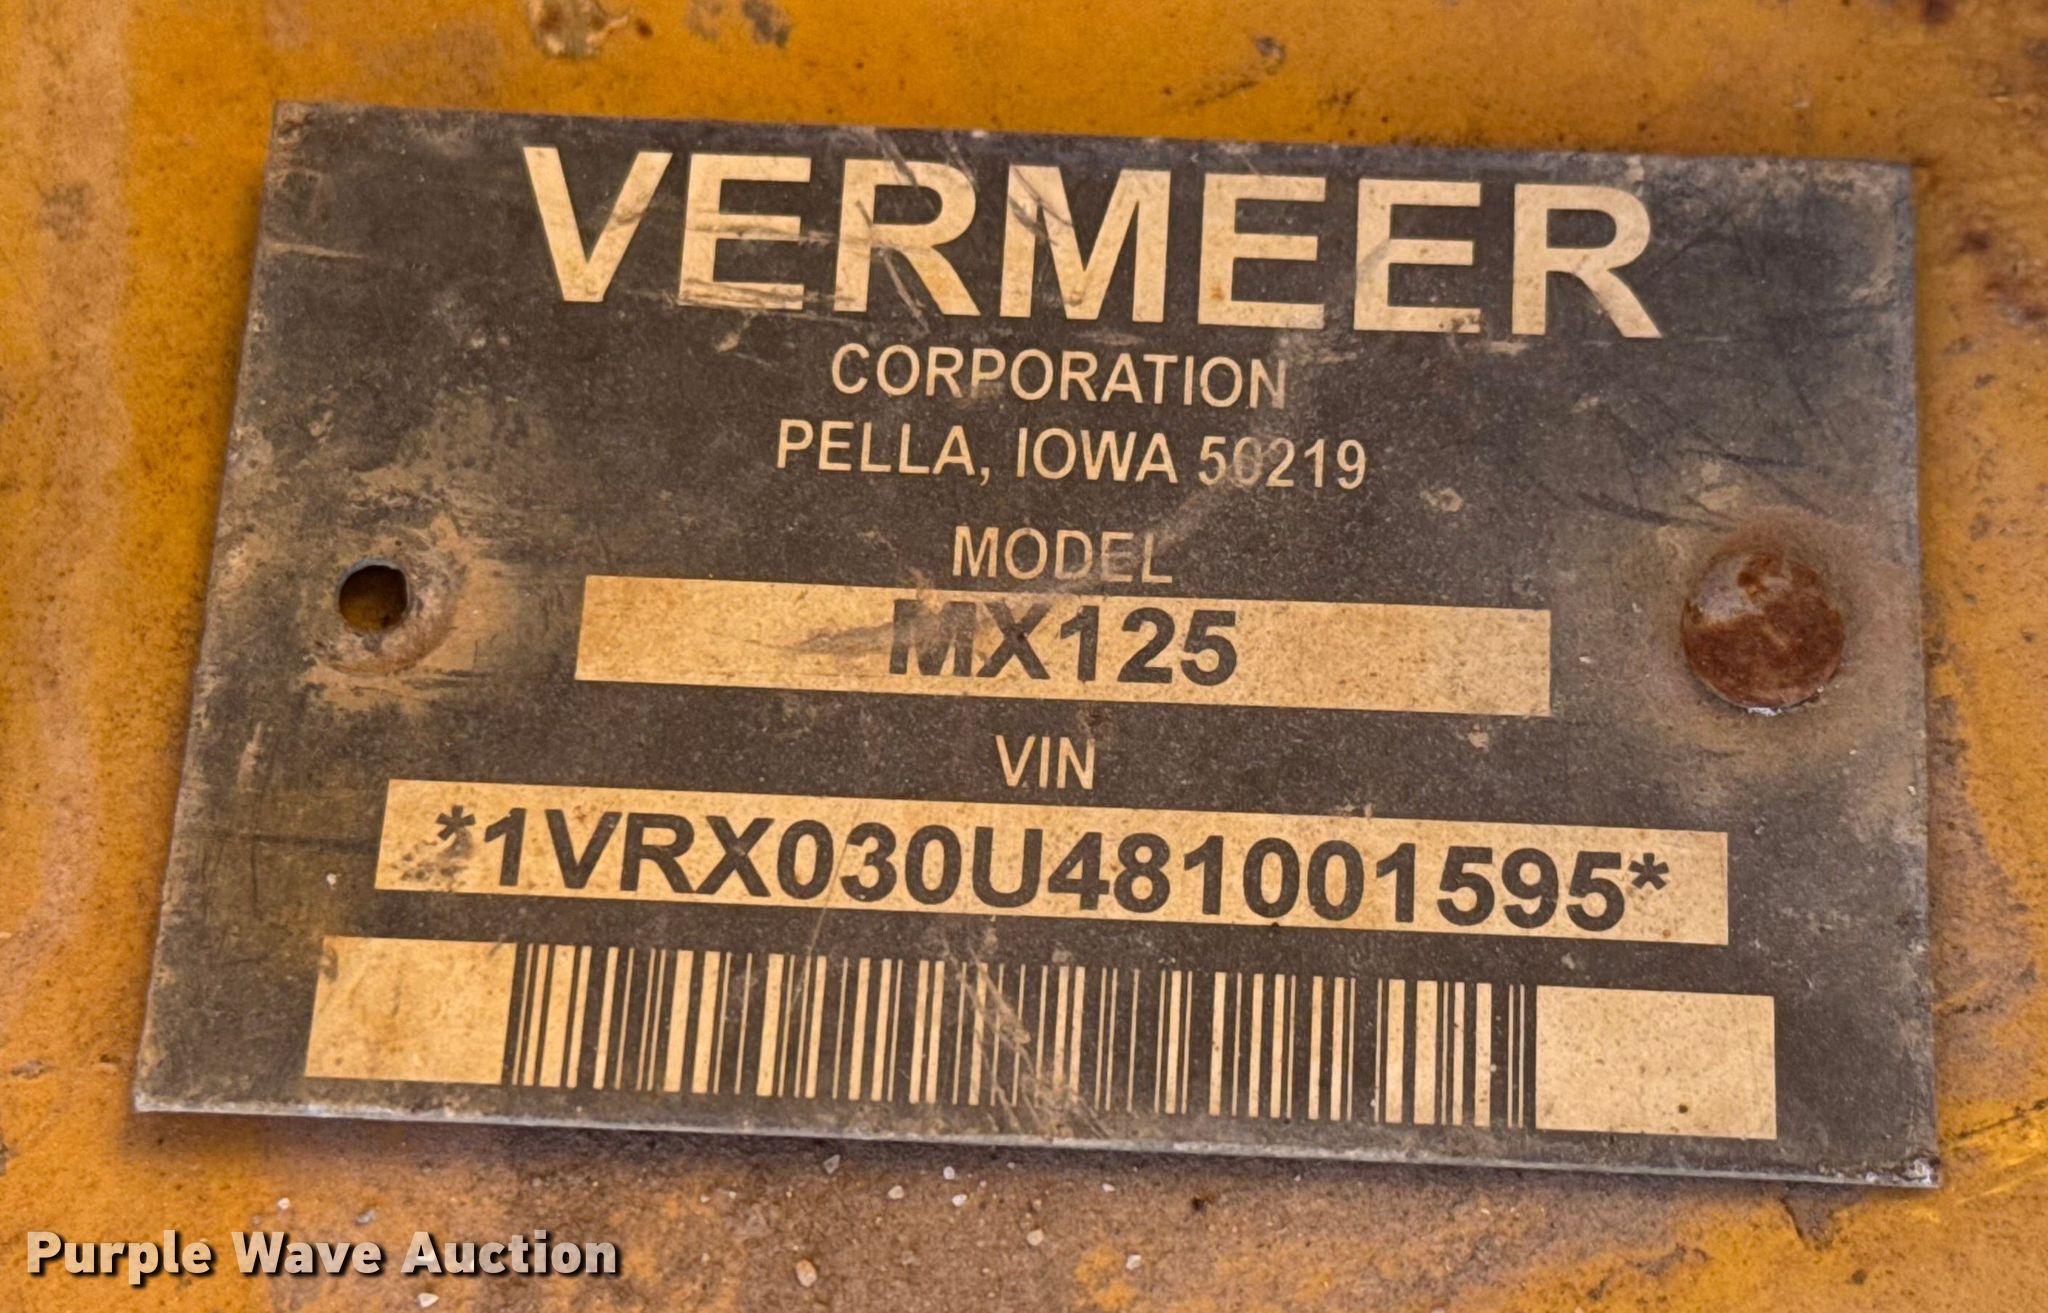 VERMEER
CORPORATION
PELLA, IOWA 50219
MODEL
MX125
VIN
*1VRX030U481001595*
Purple Wave Auction